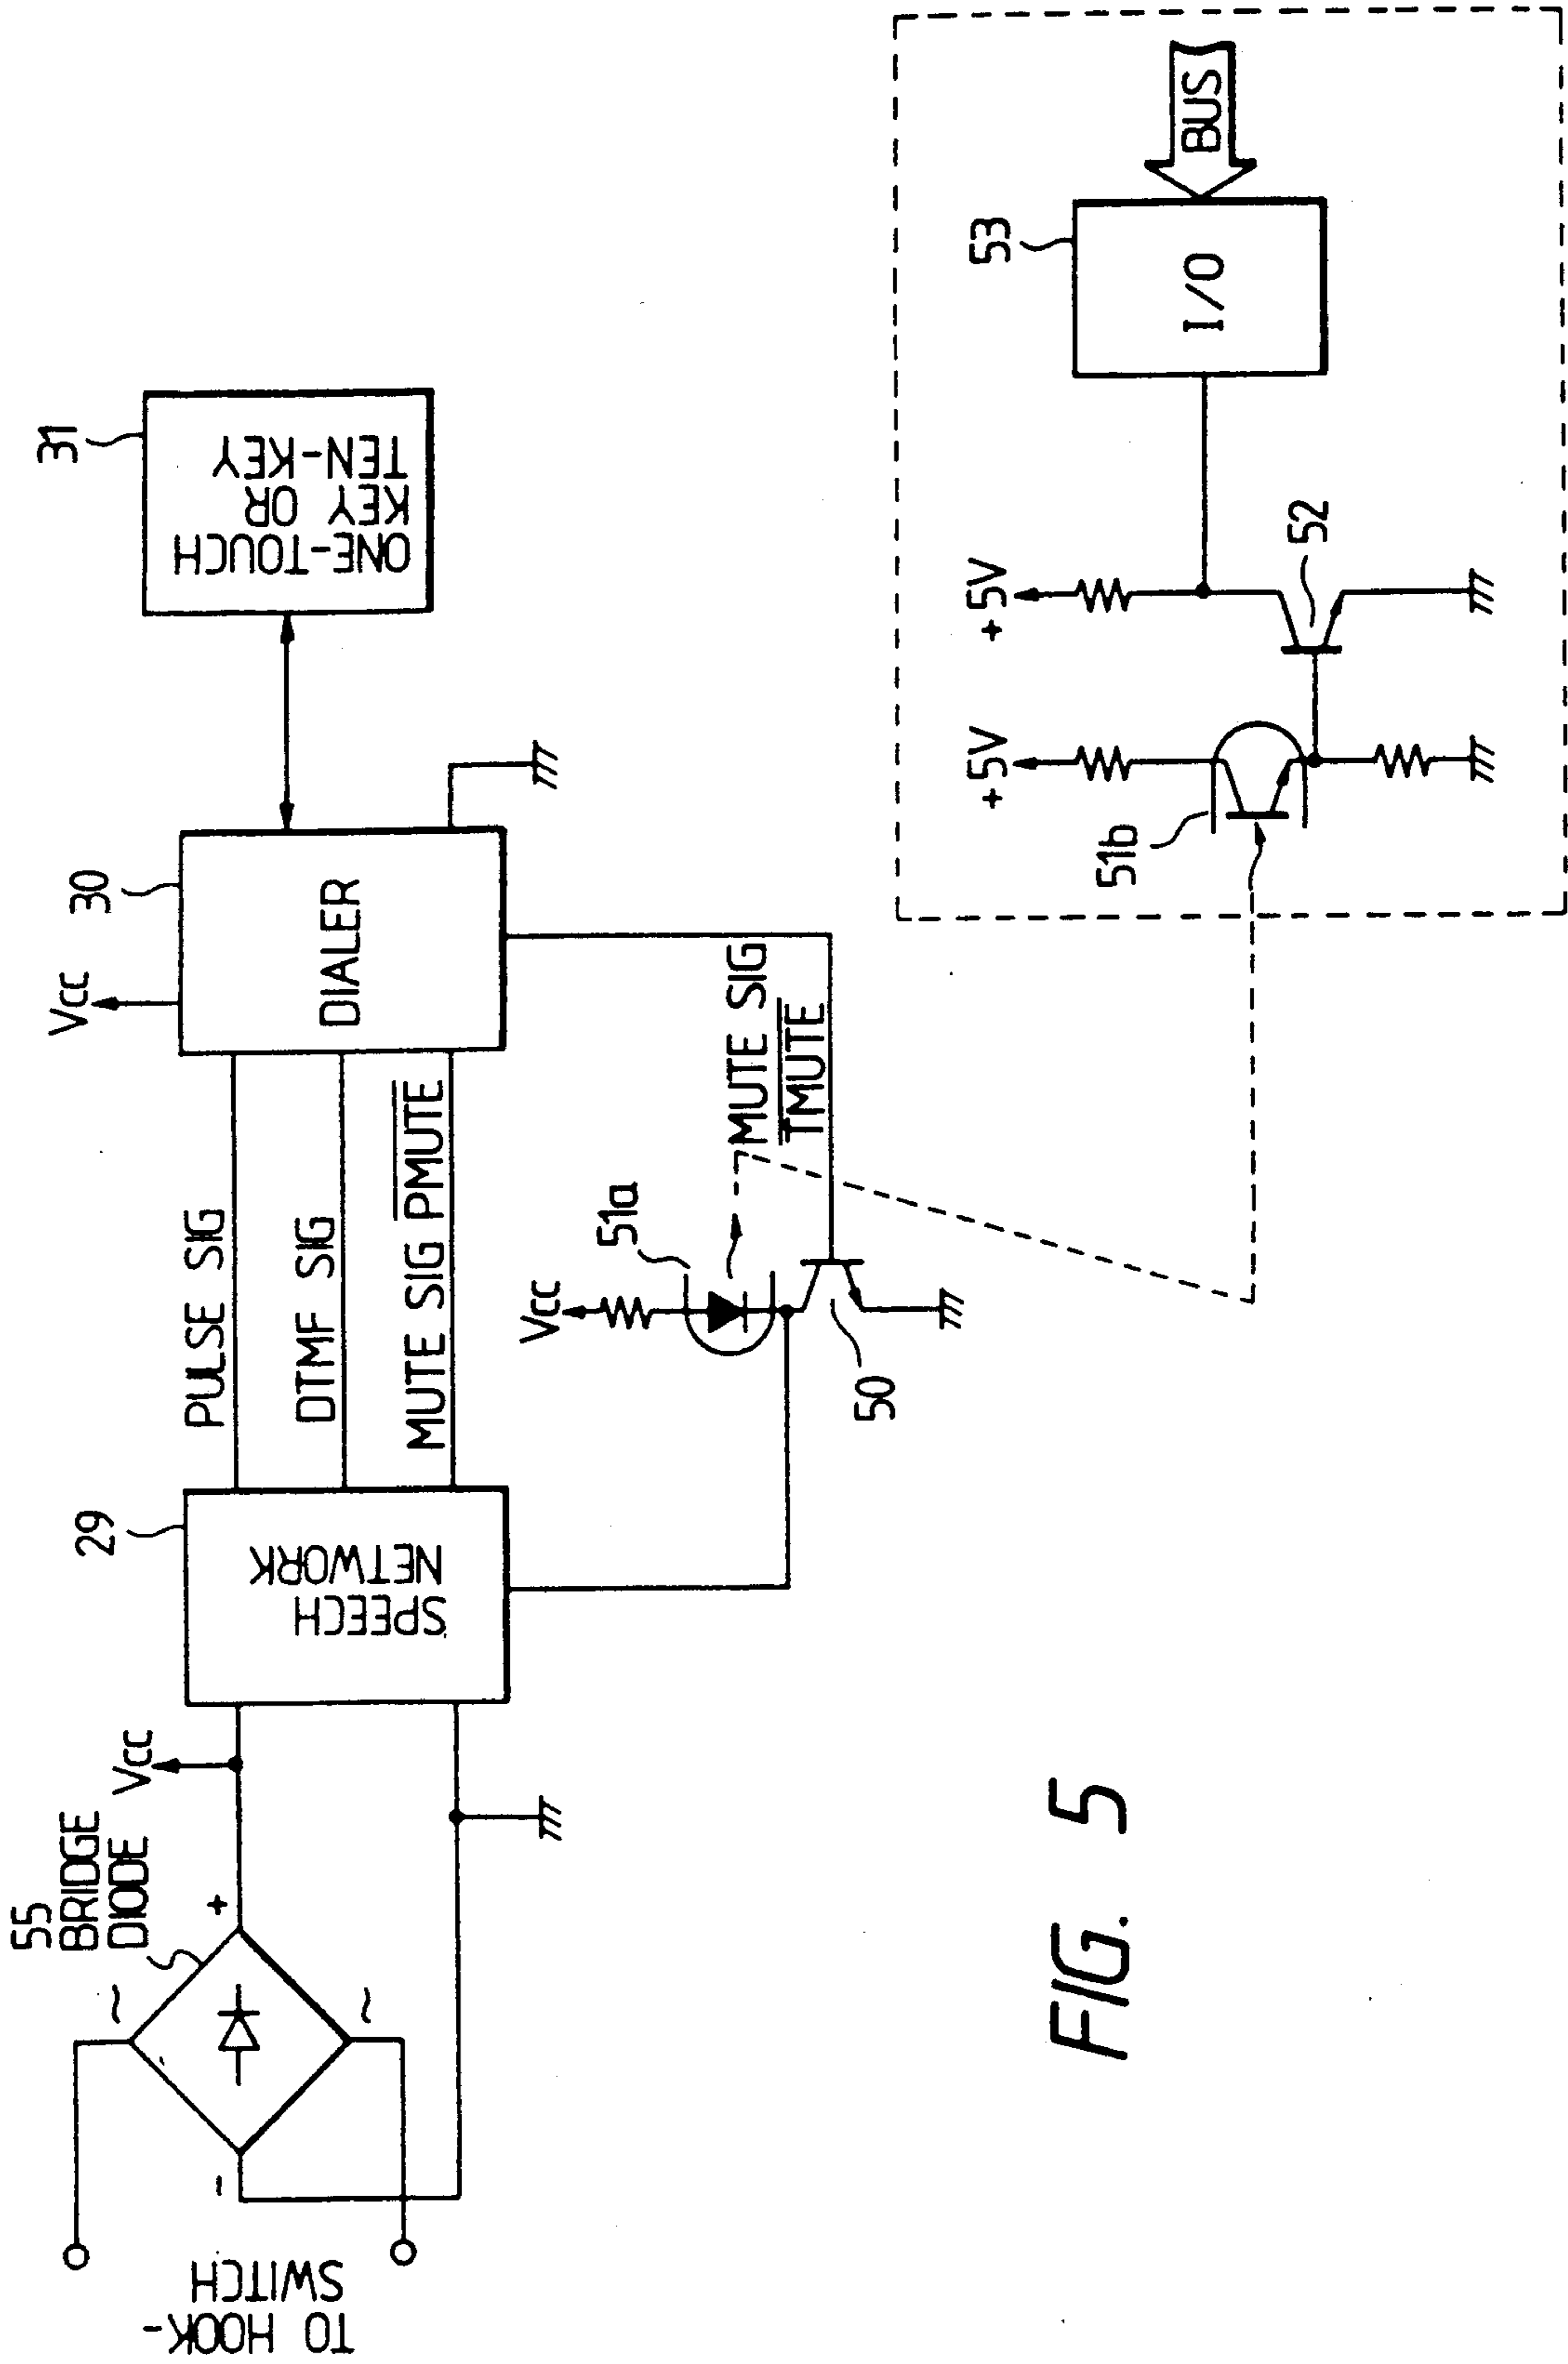 TO HOOK-
SWITCH
55
BRIDGE
DIODE
~
~
+
-
Vcc
29
SPEECH
NETWORK
PULSE SIG
DTMF SIG
MUTE SIG PMUTE
Vcc
30
DIALER
31
ONE-TOUCH
KEY OR
TEN-KEY
Vcc
51a
50
MUTE SIG
TMUTE
51b
+5V
+5V
52
53
I/O
BUS
FIG. 5